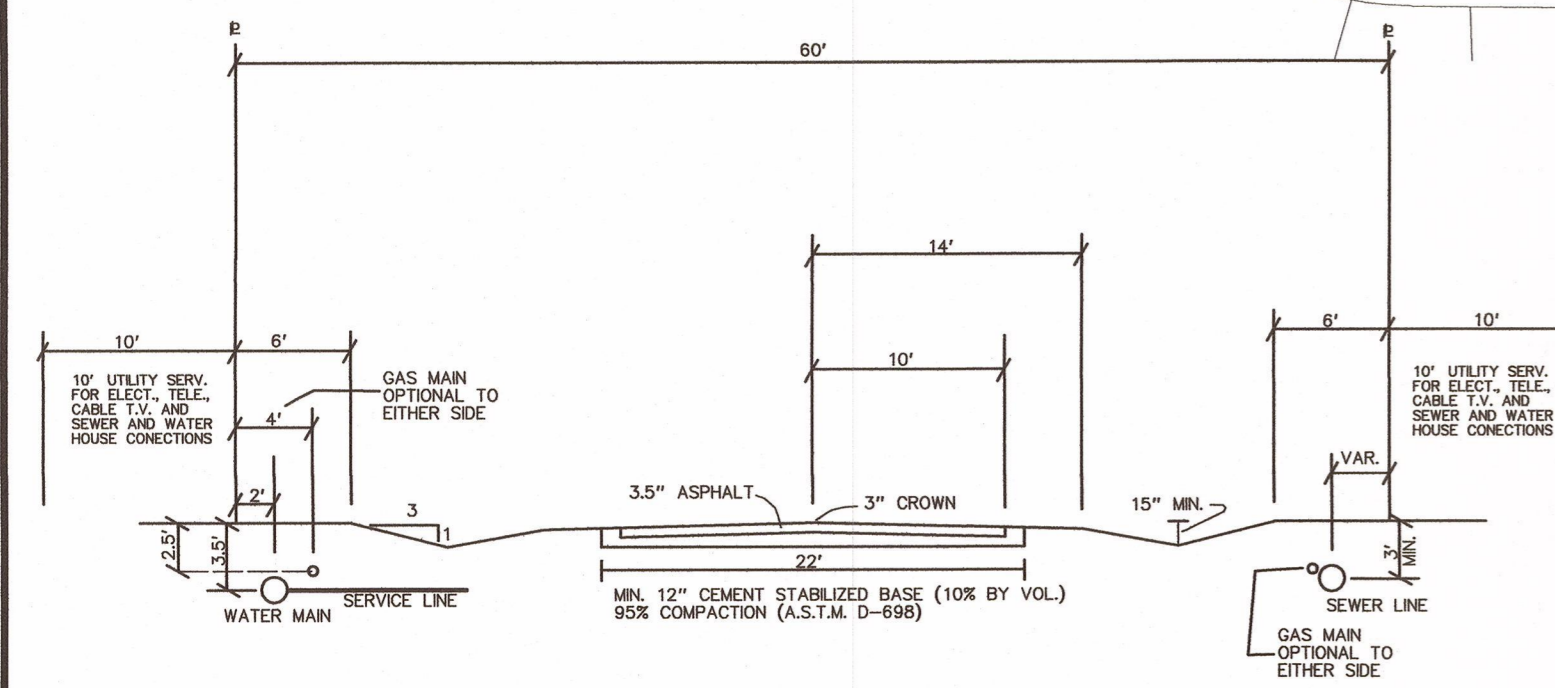 60'
14'
10'
6'
10'
6'
10'
10' UTILITY SERV.
FOR ELECT., TELE.,
CABLE T.V. AND
SEWER AND WATER
HOUSE CONECTIONS
GAS MAIN
OPTIONAL TO
EITHER SIDE
4'
2'
10' UTILITY SERV.
FOR ELECT., TELE.,
CABLE T.V. AND
SEWER AND WATER
HOUSE CONECTIONS
VAR.
3
1
3.5" ASPHALT
3" CROWN
15" MIN.
2.5'
3.5'
3'
MIN.
22'
WATER MAIN
SERVICE LINE
MIN. 12" CEMENT STABILIZED BASE (10% BY VOL.)
95% COMPACTION (A.S.T.M. D-698)
SEWER LINE
GAS MAIN
OPTIONAL TO
EITHER SIDE